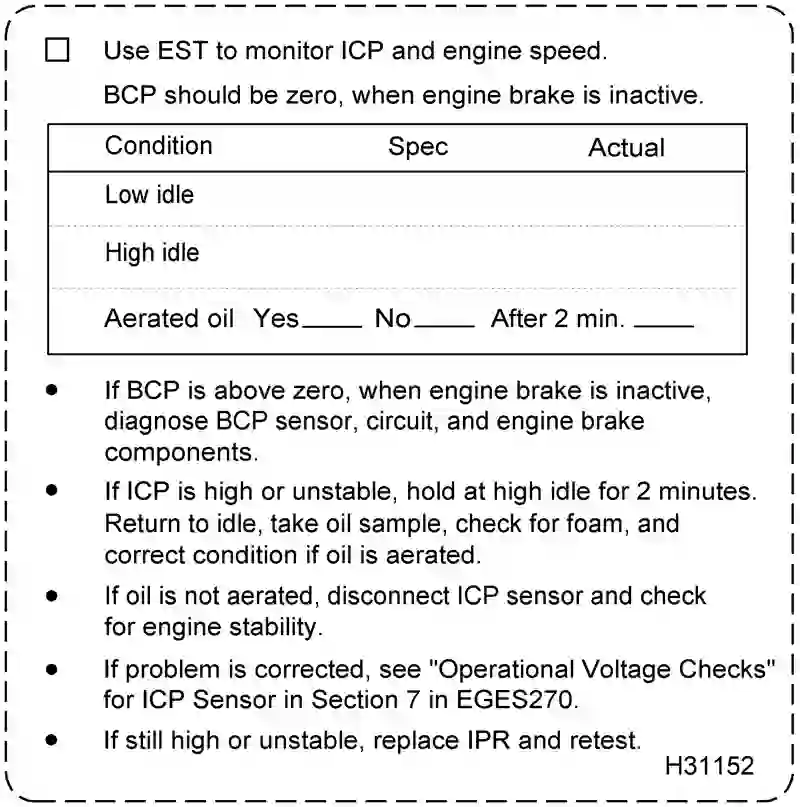 Use EST to monitor ICP and engine speed.
BCP should be zero, when engine brake is inactive.
Condition Spec Actual
Low idle
High idle
Aerated oil Yes____ No____ After 2 min. ____
• If BCP is above zero, when engine brake is inactive,
diagnose BCP sensor, circuit, and engine brake
components.
• If ICP is high or unstable, hold at high idle for 2 minutes.
Return to idle, take oil sample, check for foam, and
correct condition if oil is aerated.
• If oil is not aerated, disconnect ICP sensor and check
for engine stability.
• If problem is corrected, see "Operational Voltage Checks"
for ICP Sensor in Section 7 in EGES270.
• If still high or unstable, replace IPR and retest.
H31152